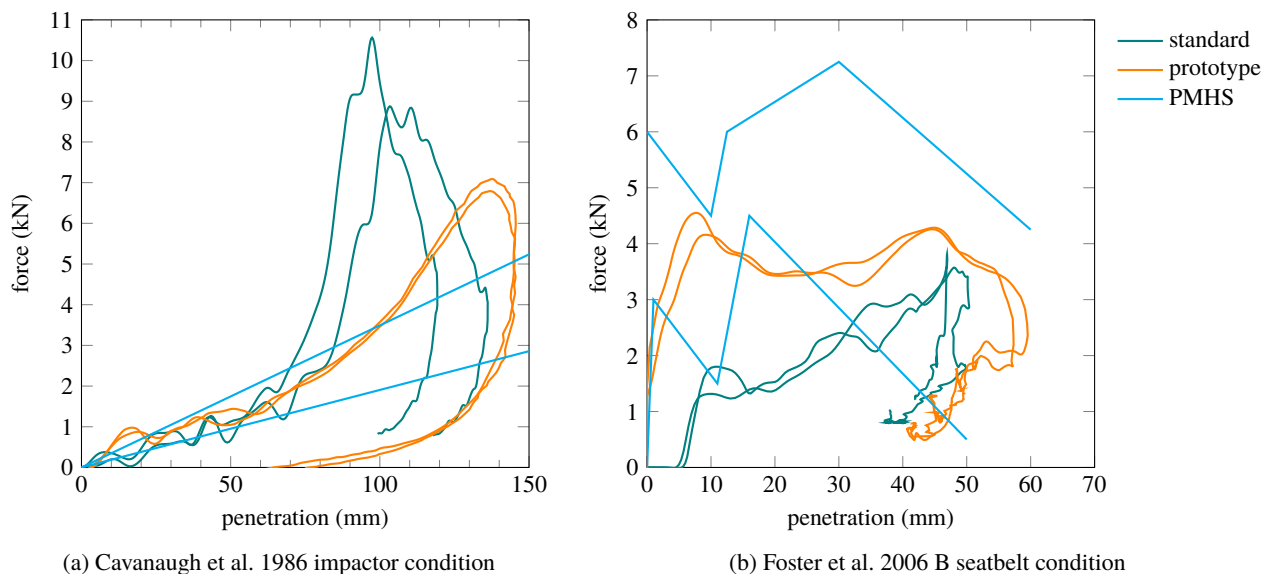 11
10
9
8
7
6
5
4
3
2
1
0
force (kN)
0 50 100 150
penetration (mm)
(a) Cavanaugh et al. 1986 impactor condition
8
7
6
5
4
3
2
1
0
force (kN)
0 10 20 30 40 50 60 70
penetration (mm)
(b) Foster et al. 2006 B seatbelt condition
standard
prototype
PMHS